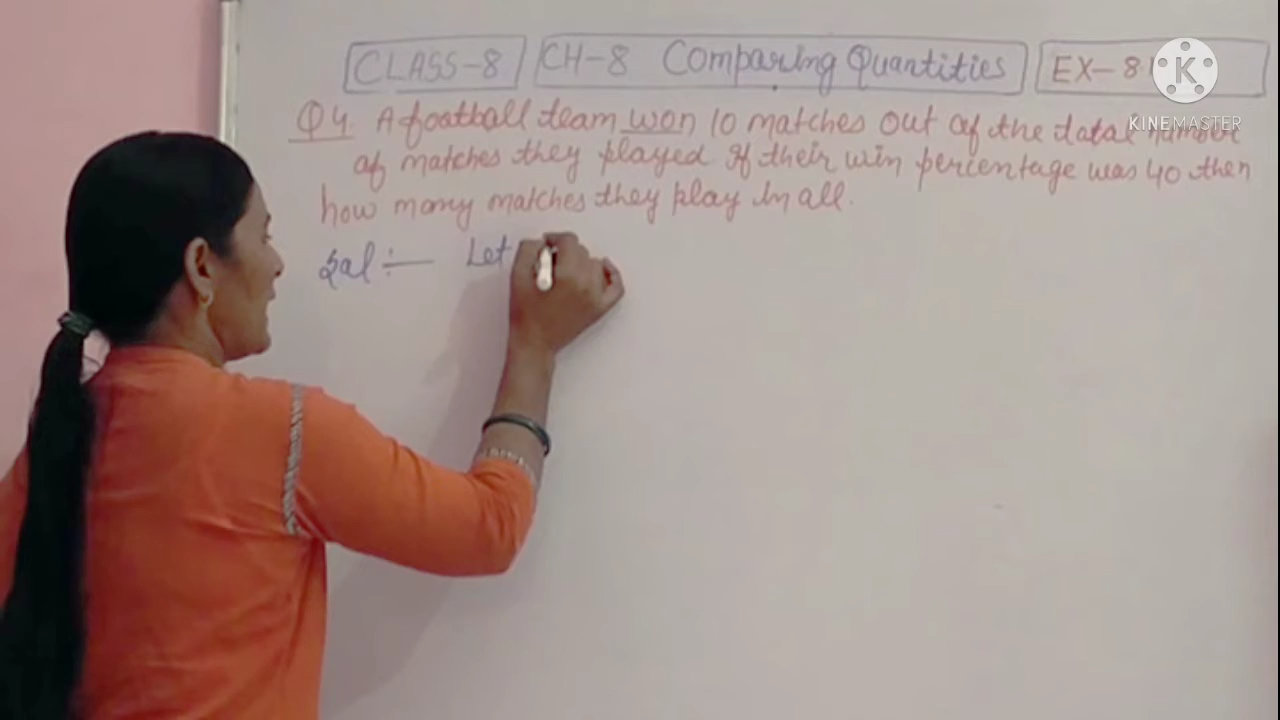 CLASS-8 CH-8 Comparing Quantities EX-8
K
KINEMASTER
Q4 A football team won 10 matches out of the total number
of matches they played If their win percentage was 40 then
how many matches they play in all.
Sol :— Let